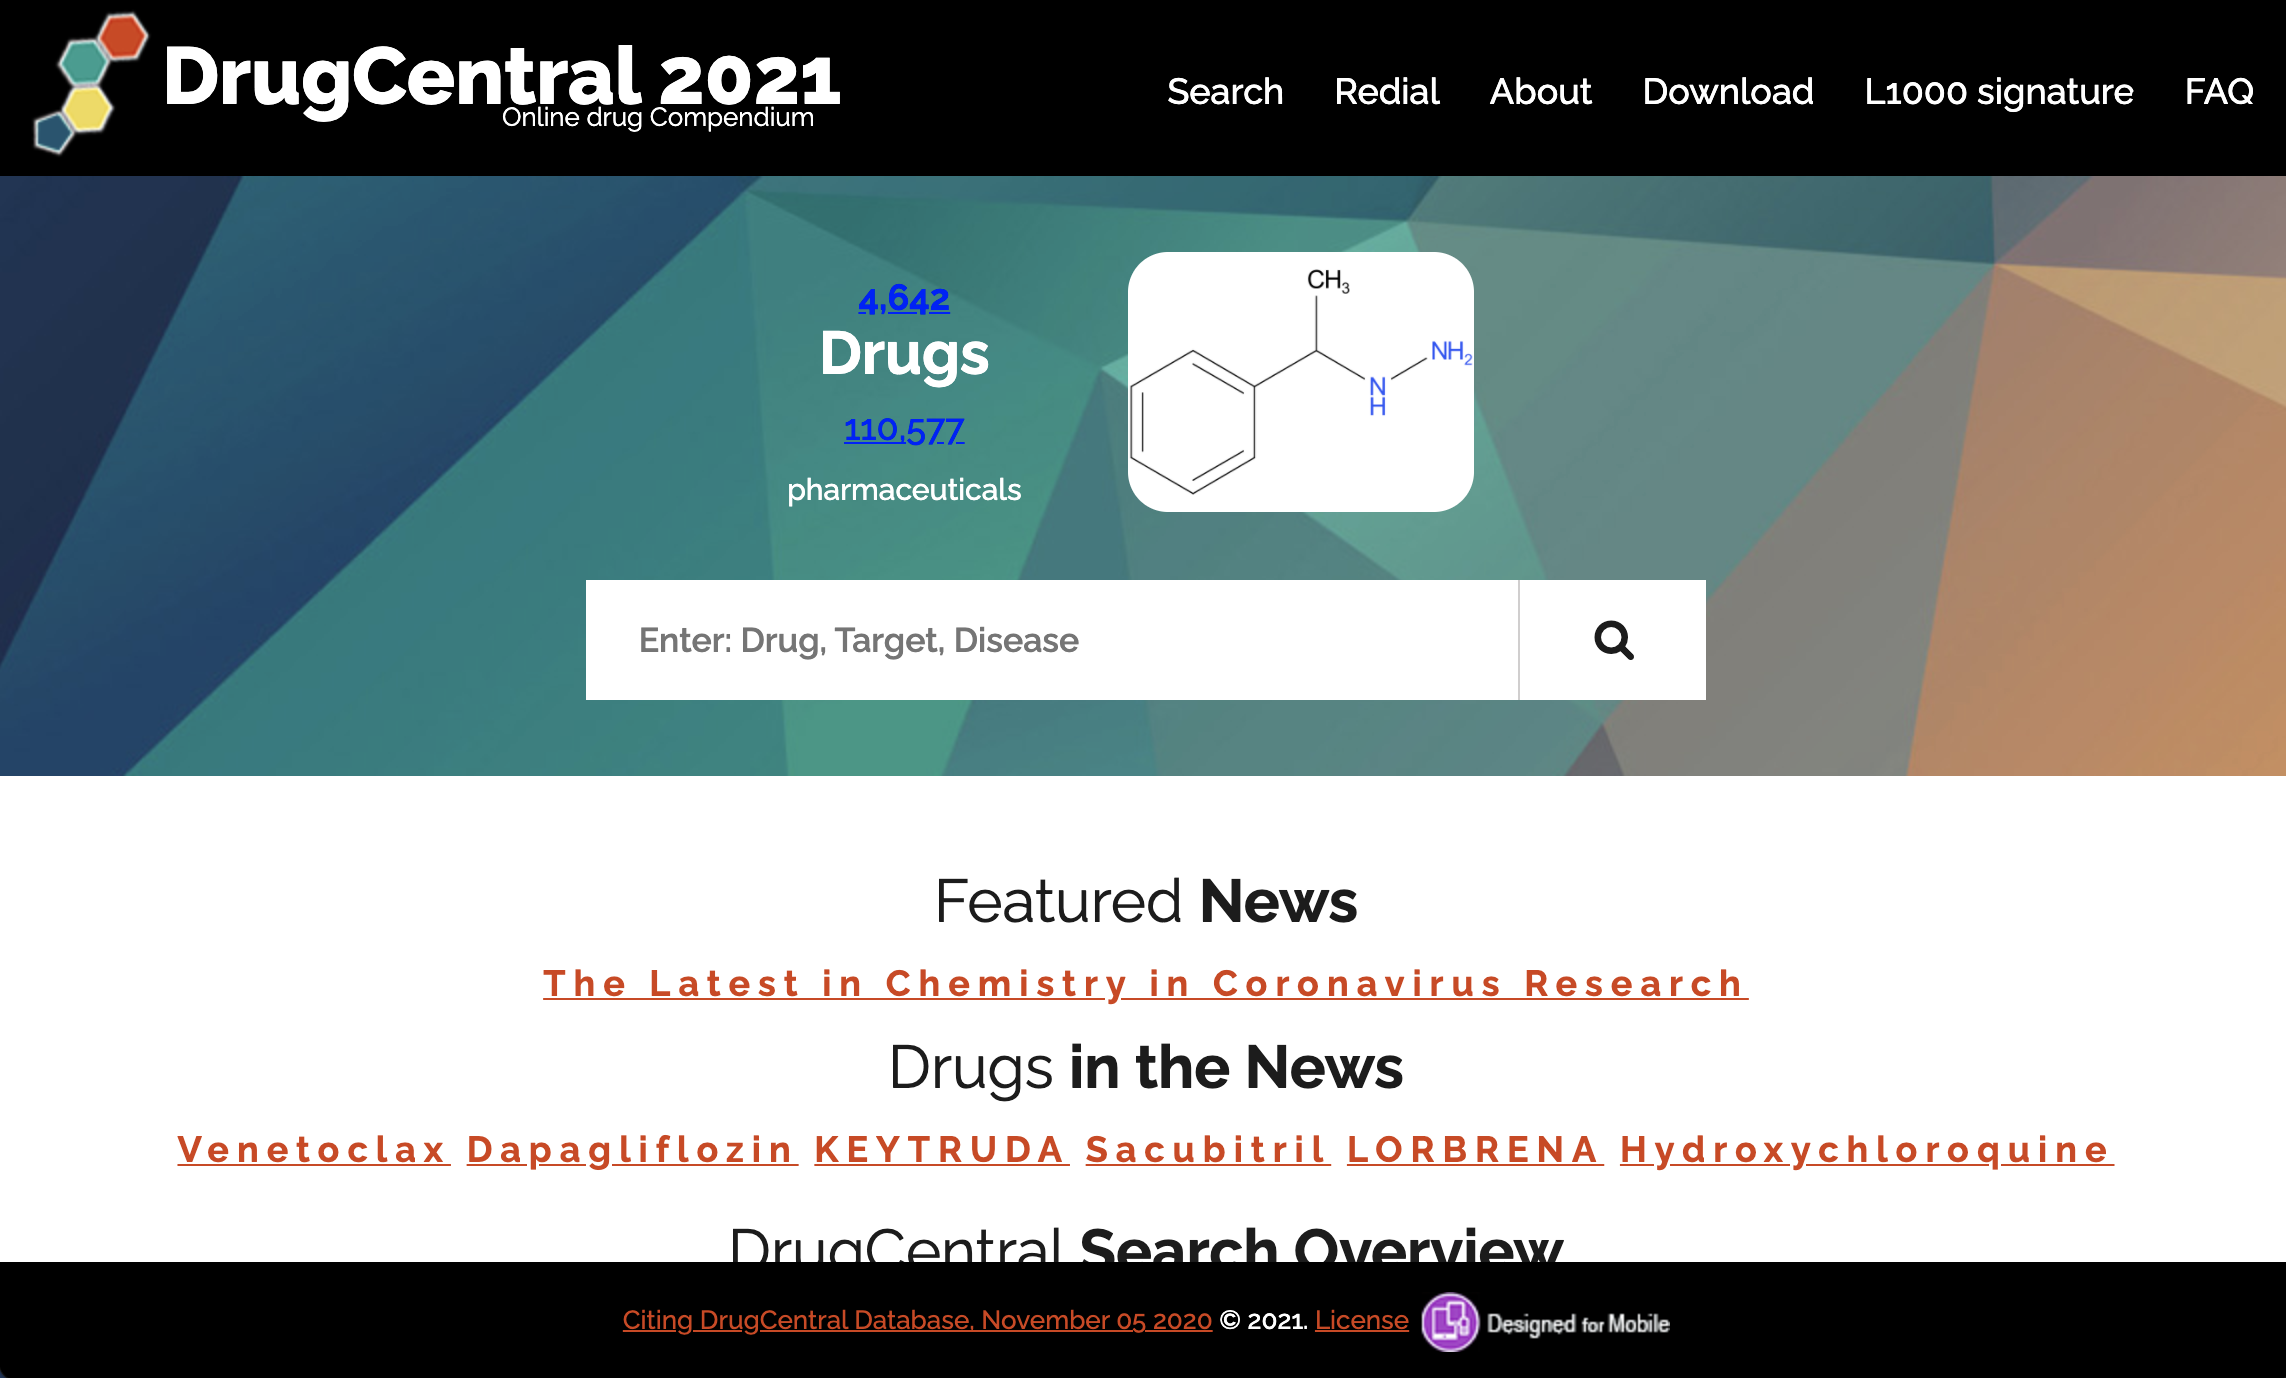 DrugCentral 2021
Online drug Compendium
Search Redial About Download L1000 signature FAQ
4,642
Drugs
110,577
pharmaceuticals
CH3
NH2
N
H
Enter: Drug, Target, Disease
Featured News
The Latest in Chemistry in Coronavirus Research
Drugs in the News
Venetoclax Dapagliflozin KEYTRUDA Sacubitril LORBRENA Hydroxychloroquine
DrugCentral Search Overview
Citing DrugCentral Database, November 05 2020 © 2021. License Designed for Mobile